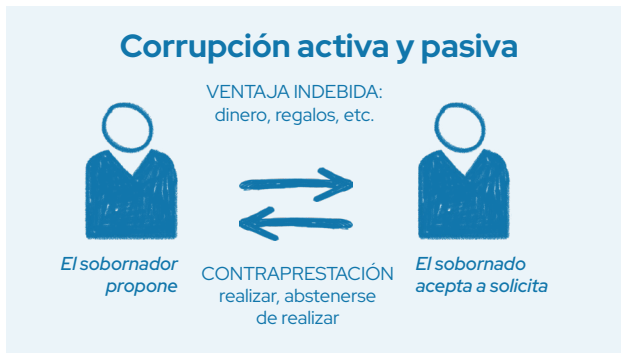 Corrupción activa y pasiva
VENTAJA INDEBIDA:
dinero, regalos, etc.
El sobornador
propone
CONTRAPRESTACIÓN
realizar, abstenerse
de realizar
El sobornado
acepta a solicita